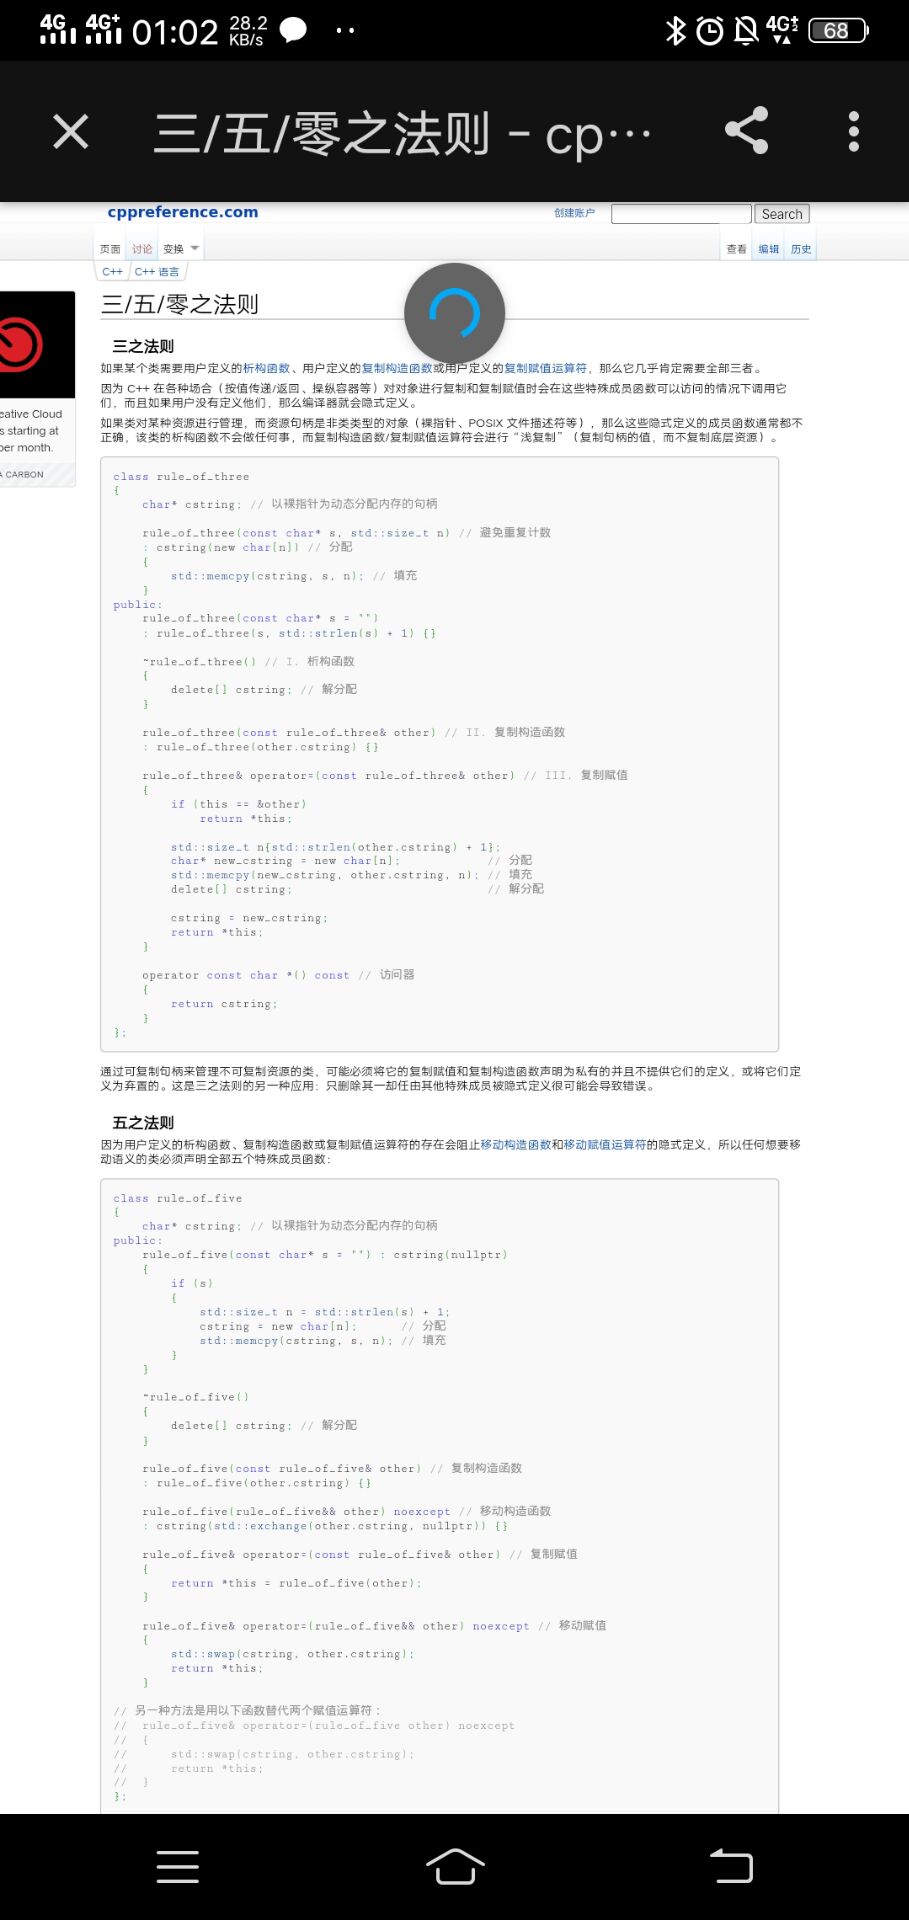 4G 4G+ 01:02 28.2 KB/s 4G+2 68
三/五/零之法则 - cp…
cppreference.com 创建账户 Search
页面 讨论 变换 查看 编辑 历史
C++ C++ 语言
三/五/零之法则
eative Cloud
s starting at
per month.
A CARBON
三之法则
如果某个类需要用户定义的析构函数、用户定义的复制构造函数或用户定义的复制赋值运算符，那么它几乎肯定需要全部三者。
因为 C++ 在各种场合（按值传递/返回、操纵容器等）对对象进行复制和复制赋值时会在这些特殊成员函数可以访问的情况下调用它
们，而且如果用户没有定义他们，那么编译器就会隐式定义。
如果类对某种资源进行管理，而资源句柄是非类类型的对象（裸指针、POSIX 文件描述符等），那么这些隐式定义的成员函数通常都不
正确，该类的析构函数不会做任何事，而复制构造函数/复制赋值运算符会进行“浅复制”（复制句柄的值，而不复制底层资源）。
class rule_of_three
{
    char* cstring; // 以裸指针为动态分配内存的句柄
    rule_of_three(const char* s, std::size_t n) // 避免重复计数
    : cstring(new char[n]) // 分配
    {
        std::memcpy(cstring, s, n); // 填充
    }
public:
    rule_of_three(const char* s = "")
    : rule_of_three(s, std::strlen(s) + 1) {}
    ~rule_of_three() // I. 析构函数
    {
        delete[] cstring; // 解分配
    }
    rule_of_three(const rule_of_three& other) // II. 复制构造函数
    : rule_of_three(other.cstring) {}
    rule_of_three& operator=(const rule_of_three& other) // III. 复制赋值
    {
        if (this == &other)
            return *this;
        std::size_t n{std::strlen(other.cstring) + 1};
        char* new_cstring = new char[n];            // 分配
        std::memcpy(new_cstring, other.cstring, n); // 填充
        delete[] cstring;                           // 解分配
        cstring = new_cstring;
        return *this;
    }
    operator const char *() const // 访问器
    {
        return cstring;
    }
};
通过可复制句柄来管理不可复制资源的类，可能必须将它的复制赋值和复制构造函数声明为私有的并且不提供它们的定义，或将它们定
义为弃置的。这是三之法则的另一种应用：只删除其一却任由其他特殊成员被隐式定义很可能会导致错误。
五之法则
因为用户定义的析构函数、复制构造函数或复制赋值运算符的存在会阻止移动构造函数和移动赋值运算符的隐式定义，所以任何想要移
动语义的类必须声明全部五个特殊成员函数：
class rule_of_five
{
    char* cstring; // 以裸指针为动态分配内存的句柄
public:
    rule_of_five(const char* s = "") : cstring(nullptr)
    {
        if (s)
        {
            std::size_t n = std::strlen(s) + 1;
            cstring = new char[n];      // 分配
            std::memcpy(cstring, s, n); // 填充
        }
    }
    ~rule_of_five()
    {
        delete[] cstring; // 解分配
    }
    rule_of_five(const rule_of_five& other) // 复制构造函数
    : rule_of_five(other.cstring) {}
    rule_of_five(rule_of_five&& other) noexcept // 移动构造函数
    : cstring(std::exchange(other.cstring, nullptr)) {}
    rule_of_five& operator=(const rule_of_five& other) // 复制赋值
    {
        return *this = rule_of_five(other);
    }
    rule_of_five& operator=(rule_of_five&& other) noexcept // 移动赋值
    {
        std::swap(cstring, other.cstring);
        return *this;
    }
// 另一种方法是用以下函数替代两个赋值运算符：
//  rule_of_five& operator=(rule_of_five other) noexcept
//  {
//      std::swap(cstring, other.cstring);
//      return *this;
//  }
};